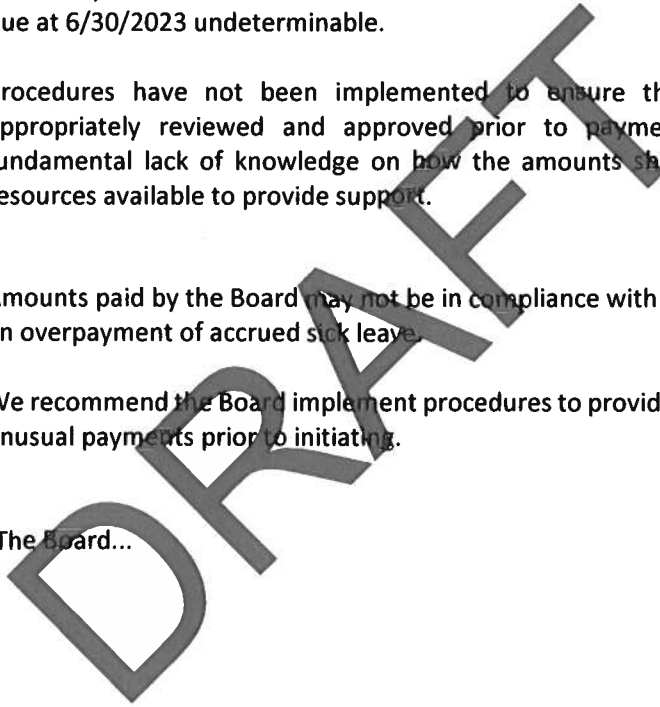 ue at 6/30/2023 undeterminable.
rocedures have not been implemented to ensure th
ppropriately reviewed and approved prior to payme
undamental lack of knowledge on how the amounts sh
esources available to provide support.
mounts paid by the Board may not be in compliance with
n overpayment of accrued sick leave.
We recommend the Board implement procedures to provid
nusual payments prior to initiating.
The Board...
DRAFT